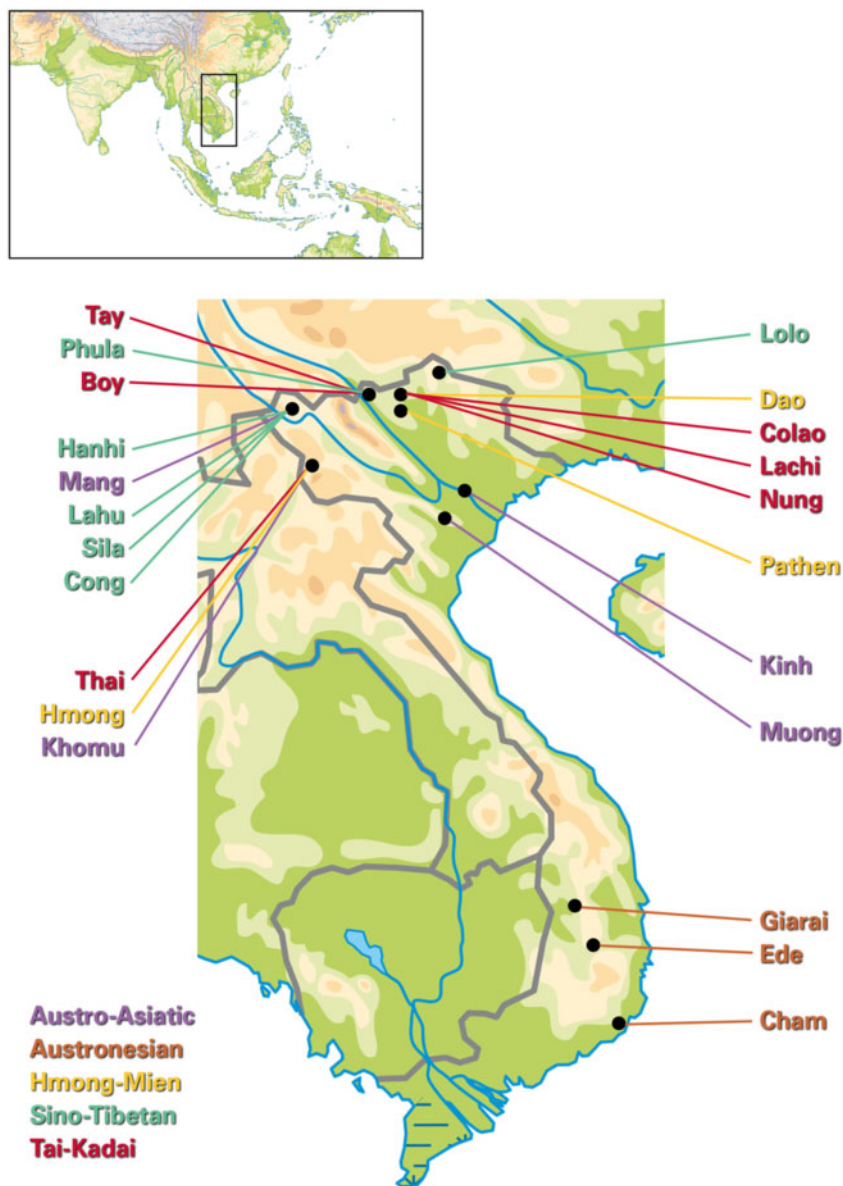 Tay
Phula
Boy
Hanhi
Mang
Lahu
Sila
Cong
Thai
Hmong
Khomu
Lolo
Dao
Colao
Lachi
Nung
Pathen
Kinh
Muong
Giarai
Ede
Cham
Austro-Asiatic
Austronesian
Hmong-Mien
Sino-Tibetan
Tai-Kadai